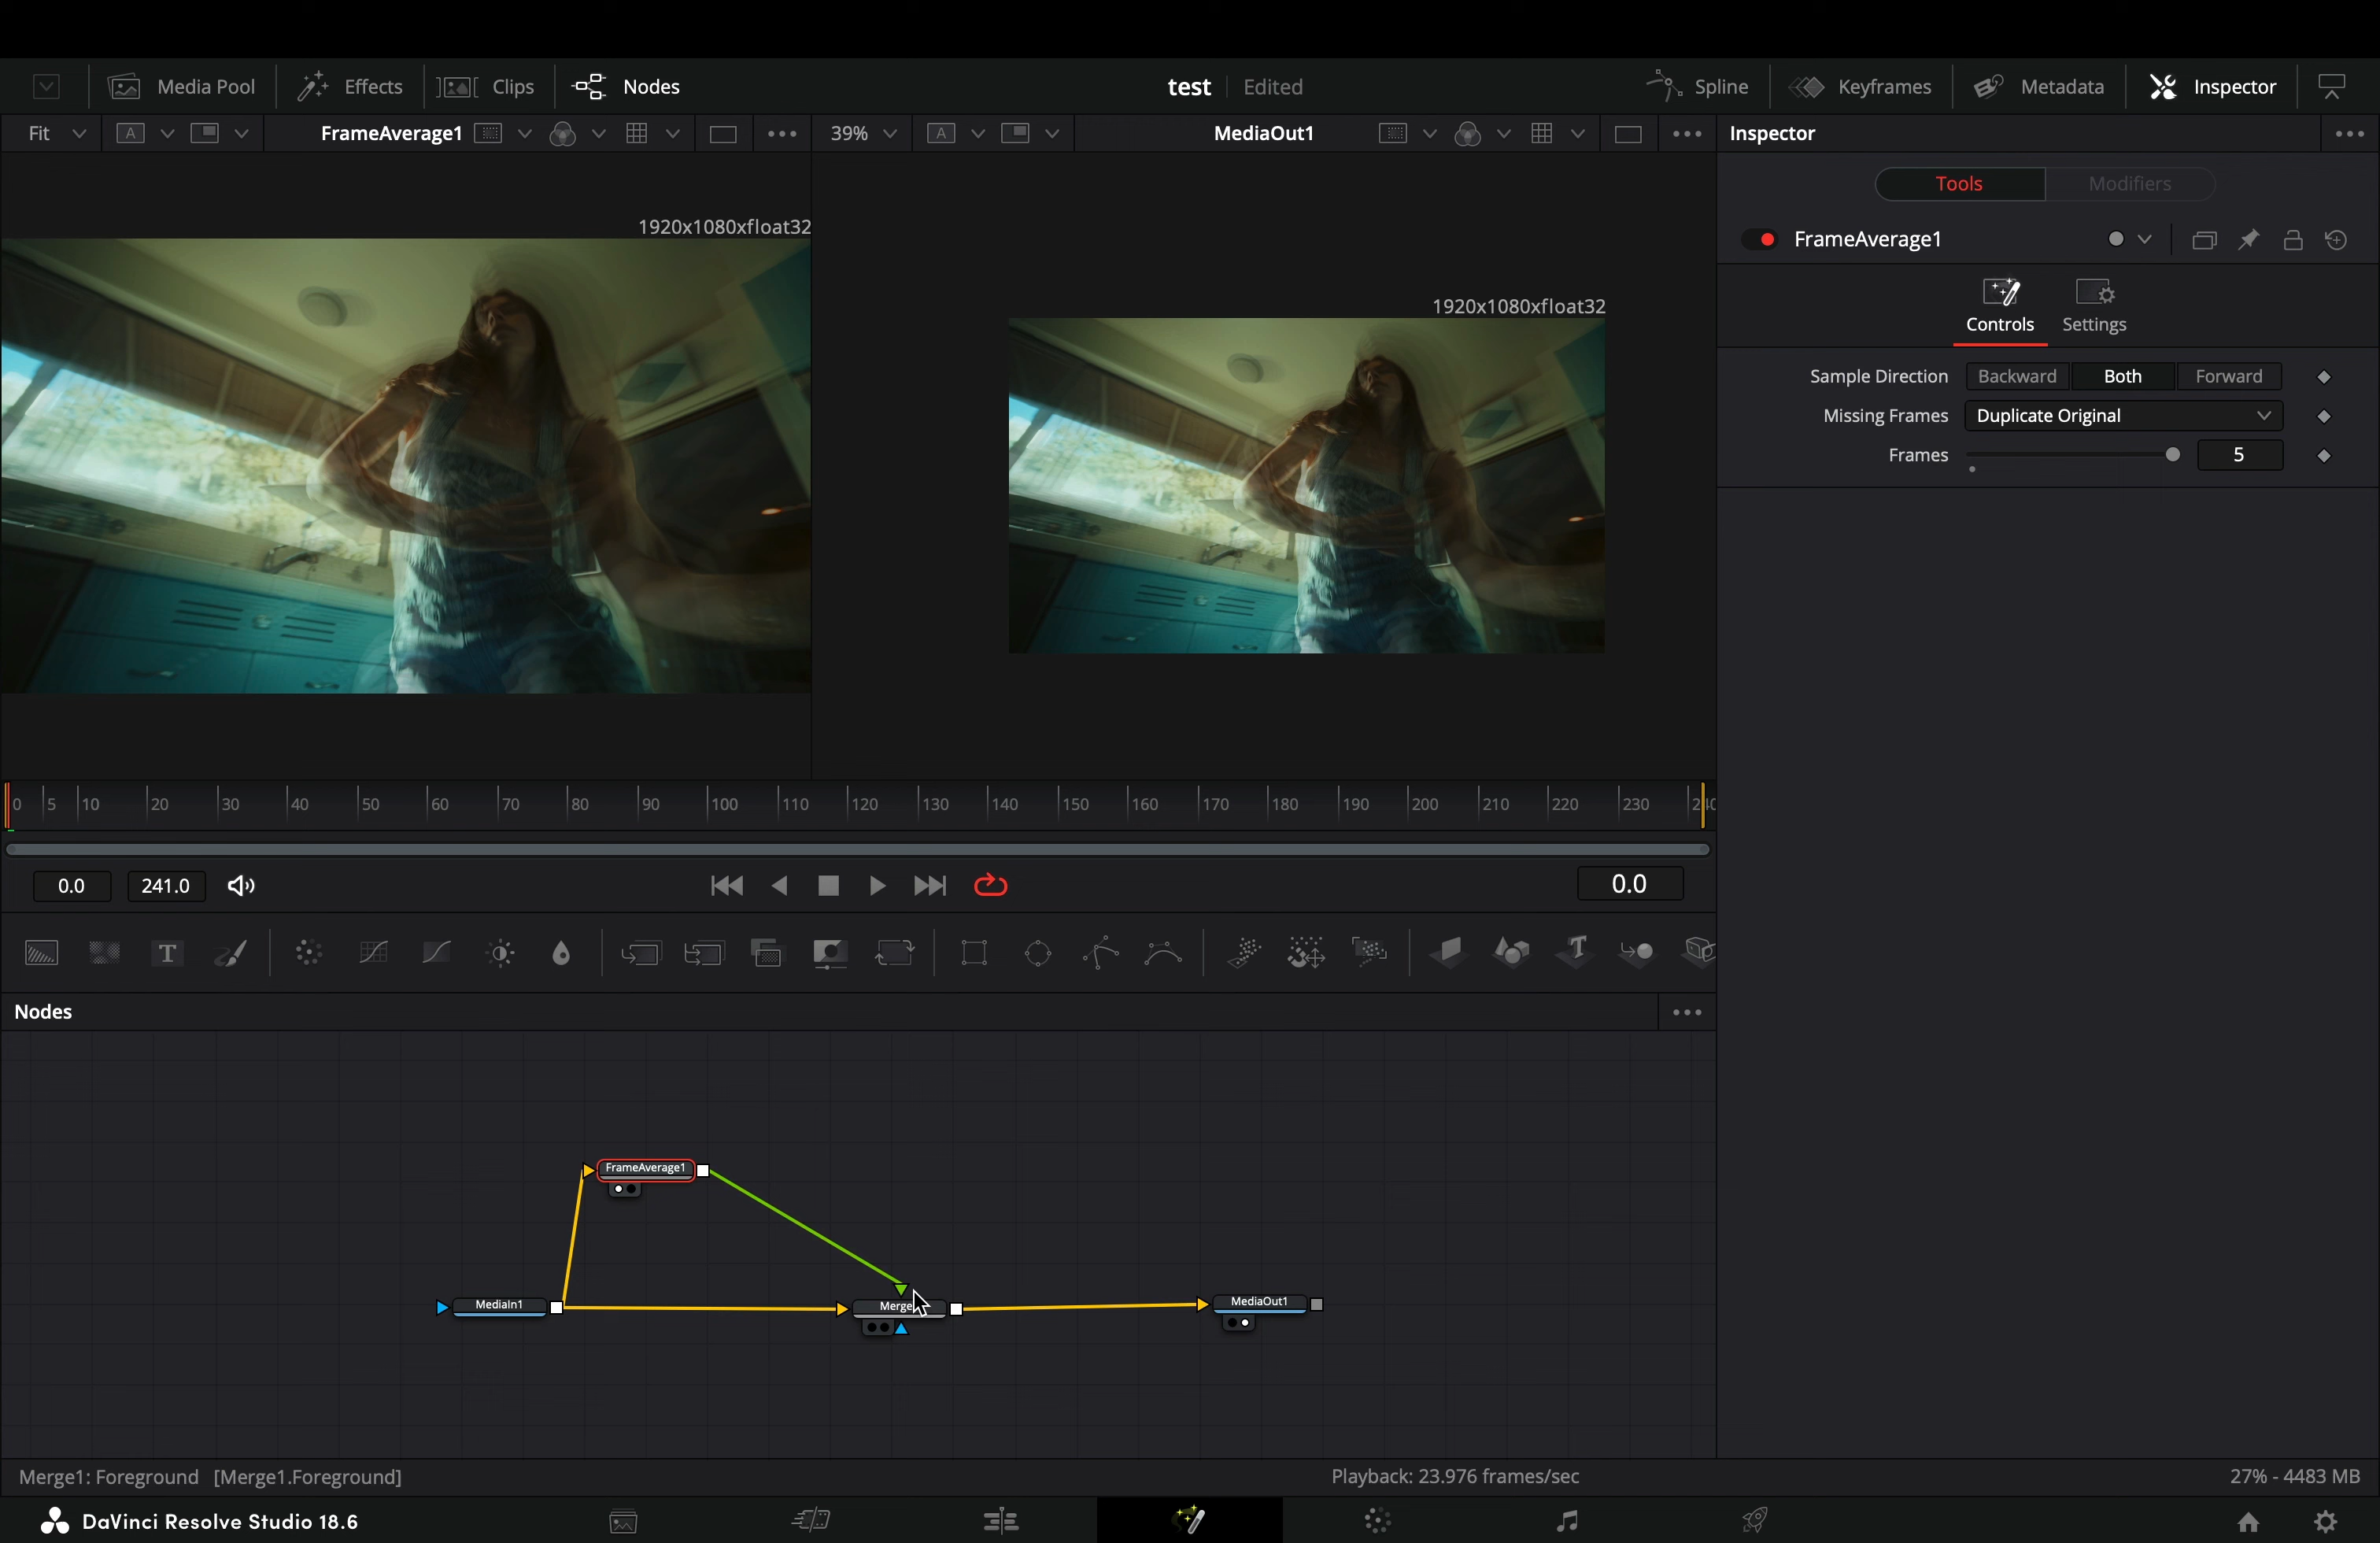 Media Pool Effects Clips Nodes test Edited Spline Keyframes Metadata Inspector
Fit A FrameAverage1 39% A MediaOut1 Inspector
Tools Modifiers
1920x1080xfloat32
FrameAverage1
1920x1080xfloat32
Controls Settings
Sample Direction Backward Both Forward
Missing Frames Duplicate Original
Frames 5
0 5 10 20 30 40 50 60 70 80 90 100 110 120 130 140 150 160 170 180 190 200 210 220 230 240
0.0 241.0 0.0
T
Nodes
FrameAverage1
MediaIn1 Merge MediaOut1
Merge1: Foreground [Merge1.Foreground] Playback: 23.976 frames/sec 27% - 4483 MB
DaVinci Resolve Studio 18.6